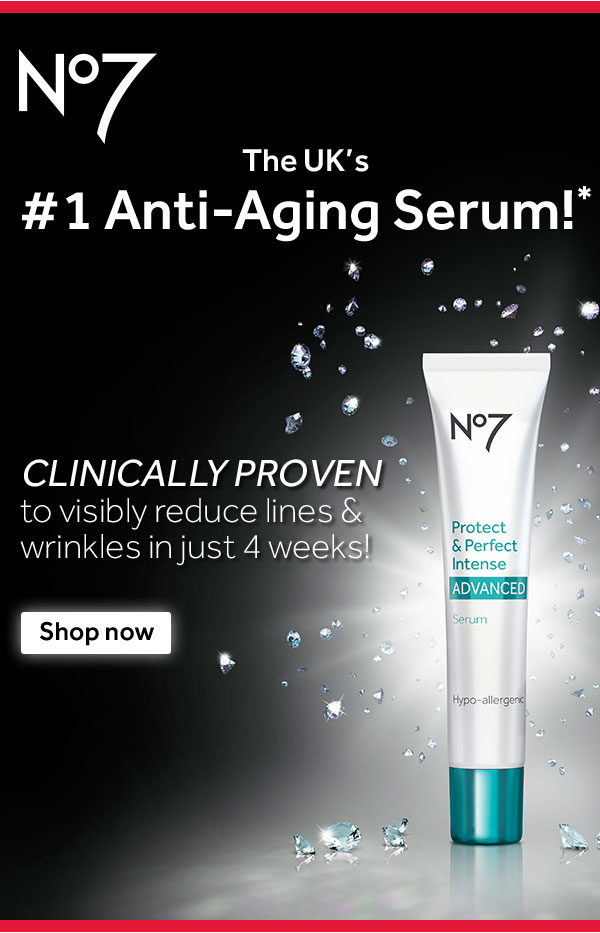 No7
The UK's
#1 Anti-Aging Serum!*
No7
CLINICALLY PROVEN
to visibly reduce lines &
wrinkles in just 4 weeks!
Protect
& Perfect
Intense
ADVANCED
Serum
Shop now
Hypo-allergenic